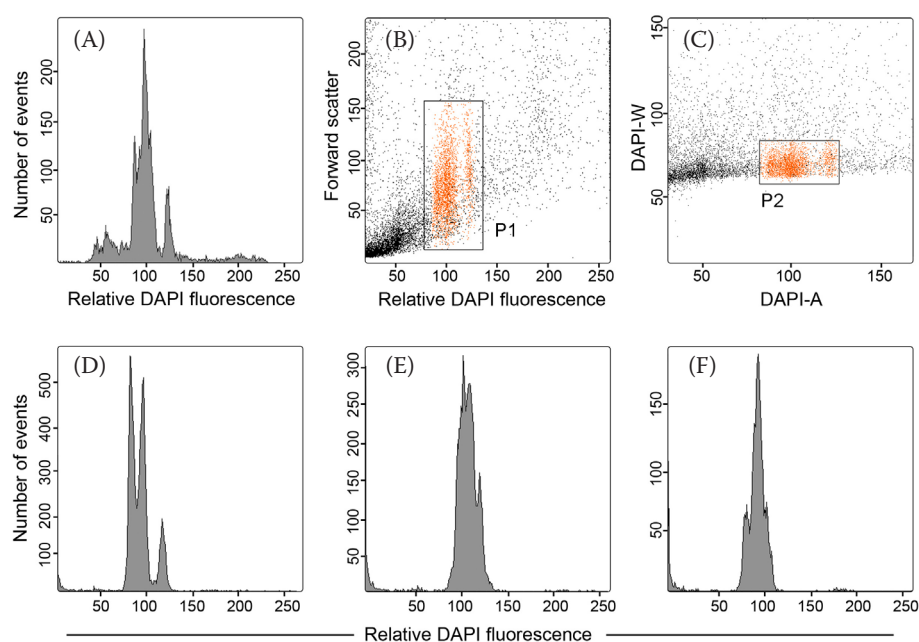 (A)
Number of events
200
150
100
50
50 100 150 200 250
Relative DAPI fluorescence
(B)
Forward scatter
200
150
100
50
P1
50 100 150 200 250
Relative DAPI fluorescence
(C)
DAPI-W
150
100
50
P2
50 100 150
DAPI-A
(D)
Number of events
500
400
300
200
100
50 100 150 200 250
(E)
300
250
200
150
100
50
50 100 150 200 250
(F)
150
100
50
50 100 150 200 250
Relative DAPI fluorescence